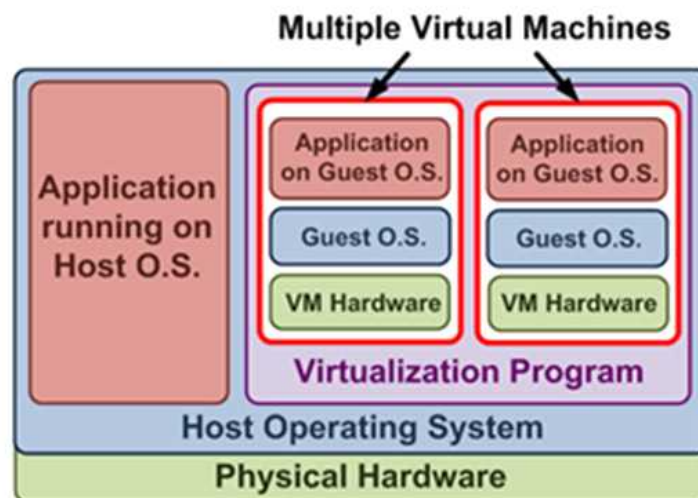 Multiple Virtual Machines
Application
running on
Host O.S.
Application
on Guest O.S.
Guest O.S.
VM Hardware
Application
on Guest O.S.
Guest O.S.
VM Hardware
Virtualization Program
Host Operating System
Physical Hardware